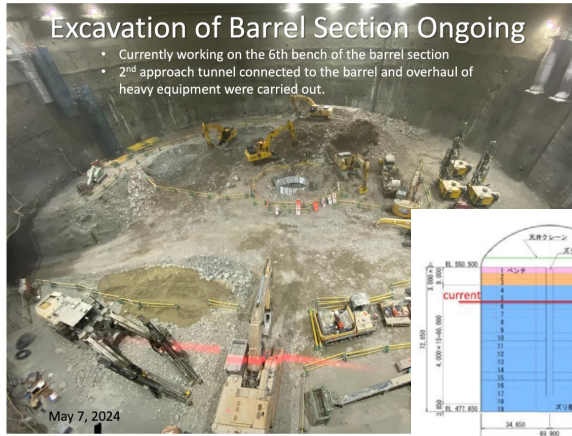 Excavation of Barrel Section Ongoing
• Currently working on the 6th bench of the barrel section
• 2nd approach tunnel connected to the barrel and overhaul of
heavy equipment were carried out.
天井クレーン
EL 550,500
1 ベンチ
2
3
4
current
5
6
7
8
9
10
11
12
13
14
15
16
17
18
19
EL 477,650
72,850
34,650
69,900
May 7, 2024